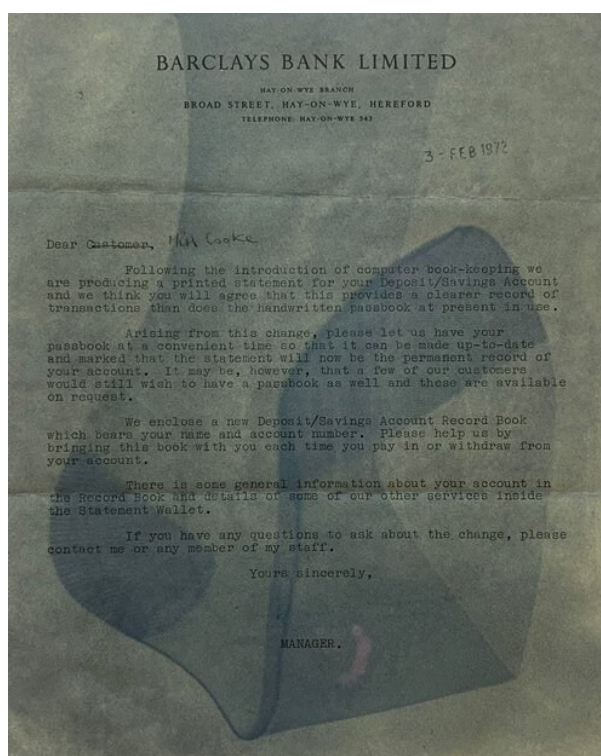 BARCLAYS BANK LIMITED
HAY-ON-WYE BRANCH
BROAD STREET, HAY-ON-WYE, HEREFORD
TELEPHONE: HAY-ON-WYE 343
3 - FEB 1972
Dear Customer, Miss Cooke
Following the introduction of computer book-keeping we
are producing a printed statement for your Deposit/Savings Account
and we think you will agree that this provides a clearer record of
transactions than does the handwritten passbook at present in use.
Arising from this change, please let us have your
passbook at a convenient time so that it can be made up-to-date
and marked that the statement will now be the permanent record of
your account. It may be, however, that a few of our customers
would still wish to have a passbook as well and these are available
on request.
We enclose a new Deposit/Savings Account Record Book
which bears your name and account number. Please help us by
bringing this book with you each time you pay in or withdraw from
your account.
There is some general information about your account in
the Record Book and details of some of our other services inside
the Statement Wallet.
If you have any questions to ask about the change, please
contact me or any member of my staff.
Yours sincerely,
MANAGER.